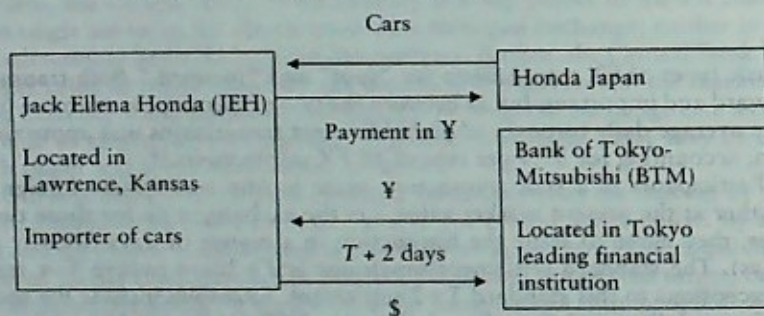 Cars
Jack Ellena Honda (JEH)
Located in
Lawrence, Kansas
Importer of cars
Honda Japan
Payment in ¥
¥
T + 2 days
$
Bank of Tokyo-
Mitsubishi (BTM)
Located in Tokyo
leading financial
institution